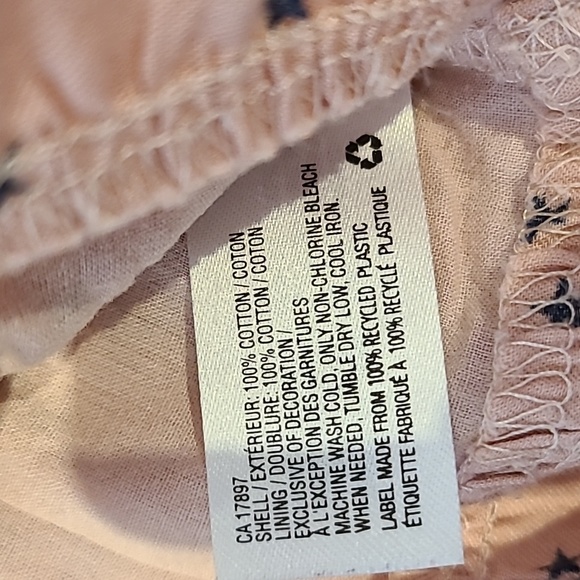 CA 17897
SHELL / EXTÉRIEUR: 100% COTTON / COTON
LINING / DOUBLURE: 100% COTTON / COTON
EXCLUSIVE OF DECORATION /
À L'EXCEPTION DES GARNITURES
MACHINE WASH COLD, ONLY NON-CHLORINE BLEACH
WHEN NEEDED, TUMBLE DRY LOW, COOL IRON.
LABEL MADE FROM 100% RECYCLED PLASTIC
ÉTIQUETTE FABRIQUÉ À 100% RECYCLÉ PLASTIQUE